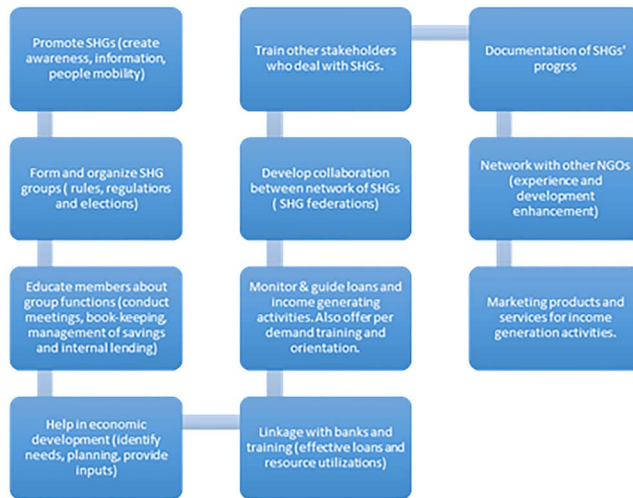 Promote SHGs (create
awareness, information,
people mobility)
Form and organize SHG
groups ( rules, regulations
and elections)
Educate members about
group functions (conduct
meetings, book-keeping,
management of savings
and internal lending)
Help in economic
development (identify
needs, planning, provide
inputs)
Linkage with banks and
training (effective loans and
resource utilizations)
Monitor & guide loans and
income generating
activities. Also offer per
demand training and
orientation.
Develop collaboration
between network of SHGs
( SHG federations)
Train other stakeholders
who deal with SHGs.
Documentation of SHGs'
progrss
Network with other NGOs
(experience and
development
enhancement)
Marketing products and
services for income
generation activities.